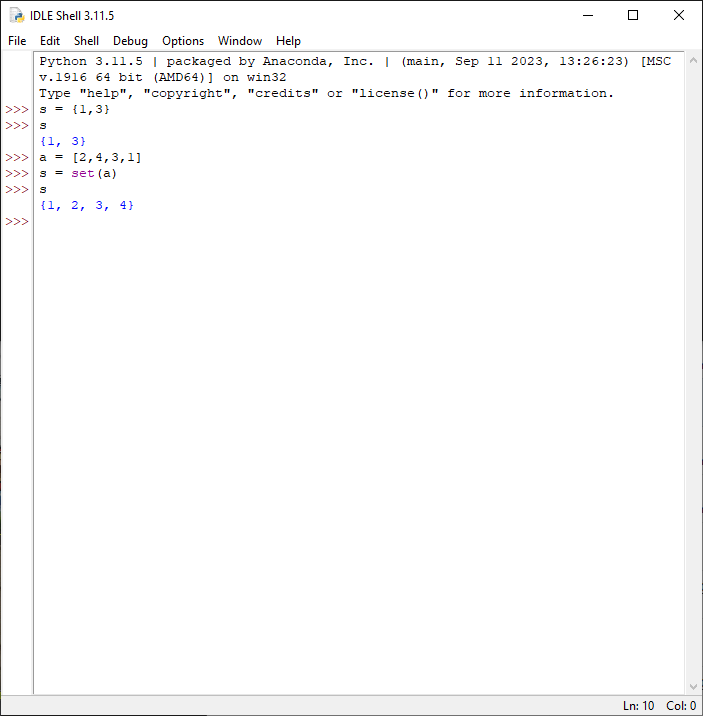 IDLE Shell 3.11.5
File Edit Shell Debug Options Window Help
Python 3.11.5 | packaged by Anaconda, Inc. | (main, Sep 11 2023, 13:26:23) [MSC
v.1916 64 bit (AMD64)] on win32
Type "help", "copyright", "credits" or "license()" for more information.
>>> s = {1,3}
>>> s
{1, 3}
>>> a = [2,4,3,1]
>>> s = set(a)
>>> s
{1, 2, 3, 4}
>>>
Ln: 10 Col: 0